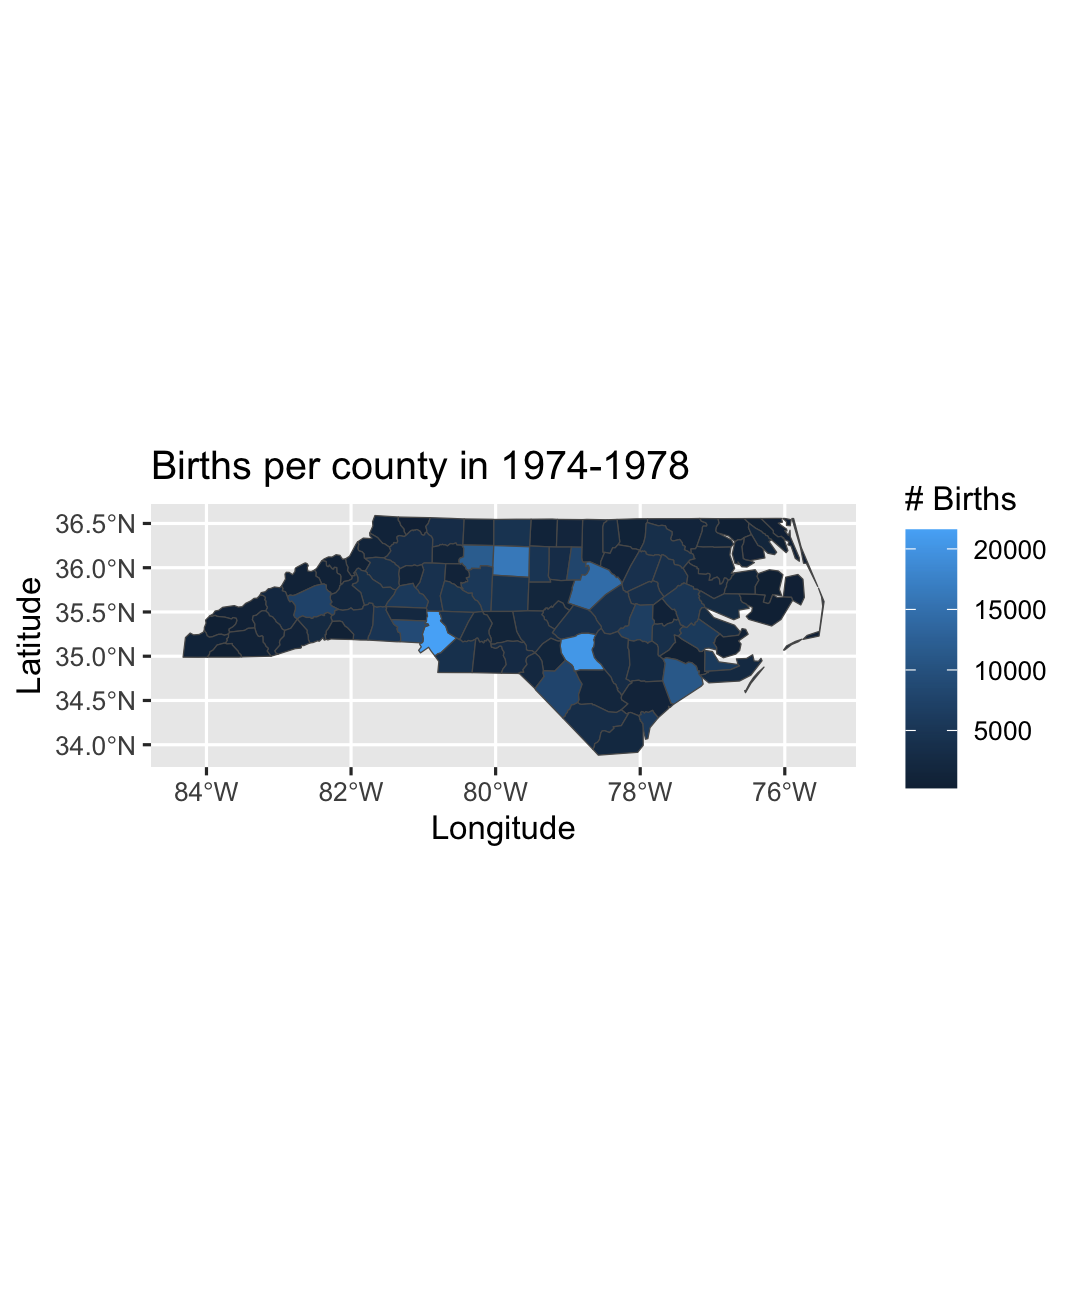 Births per county in 1974-1978
# Births
20000
15000
10000
5000
36.5°N
36.0°N
35.5°N
35.0°N
34.5°N
34.0°N
Latitude
84°W 82°W 80°W 78°W 76°W
Longitude